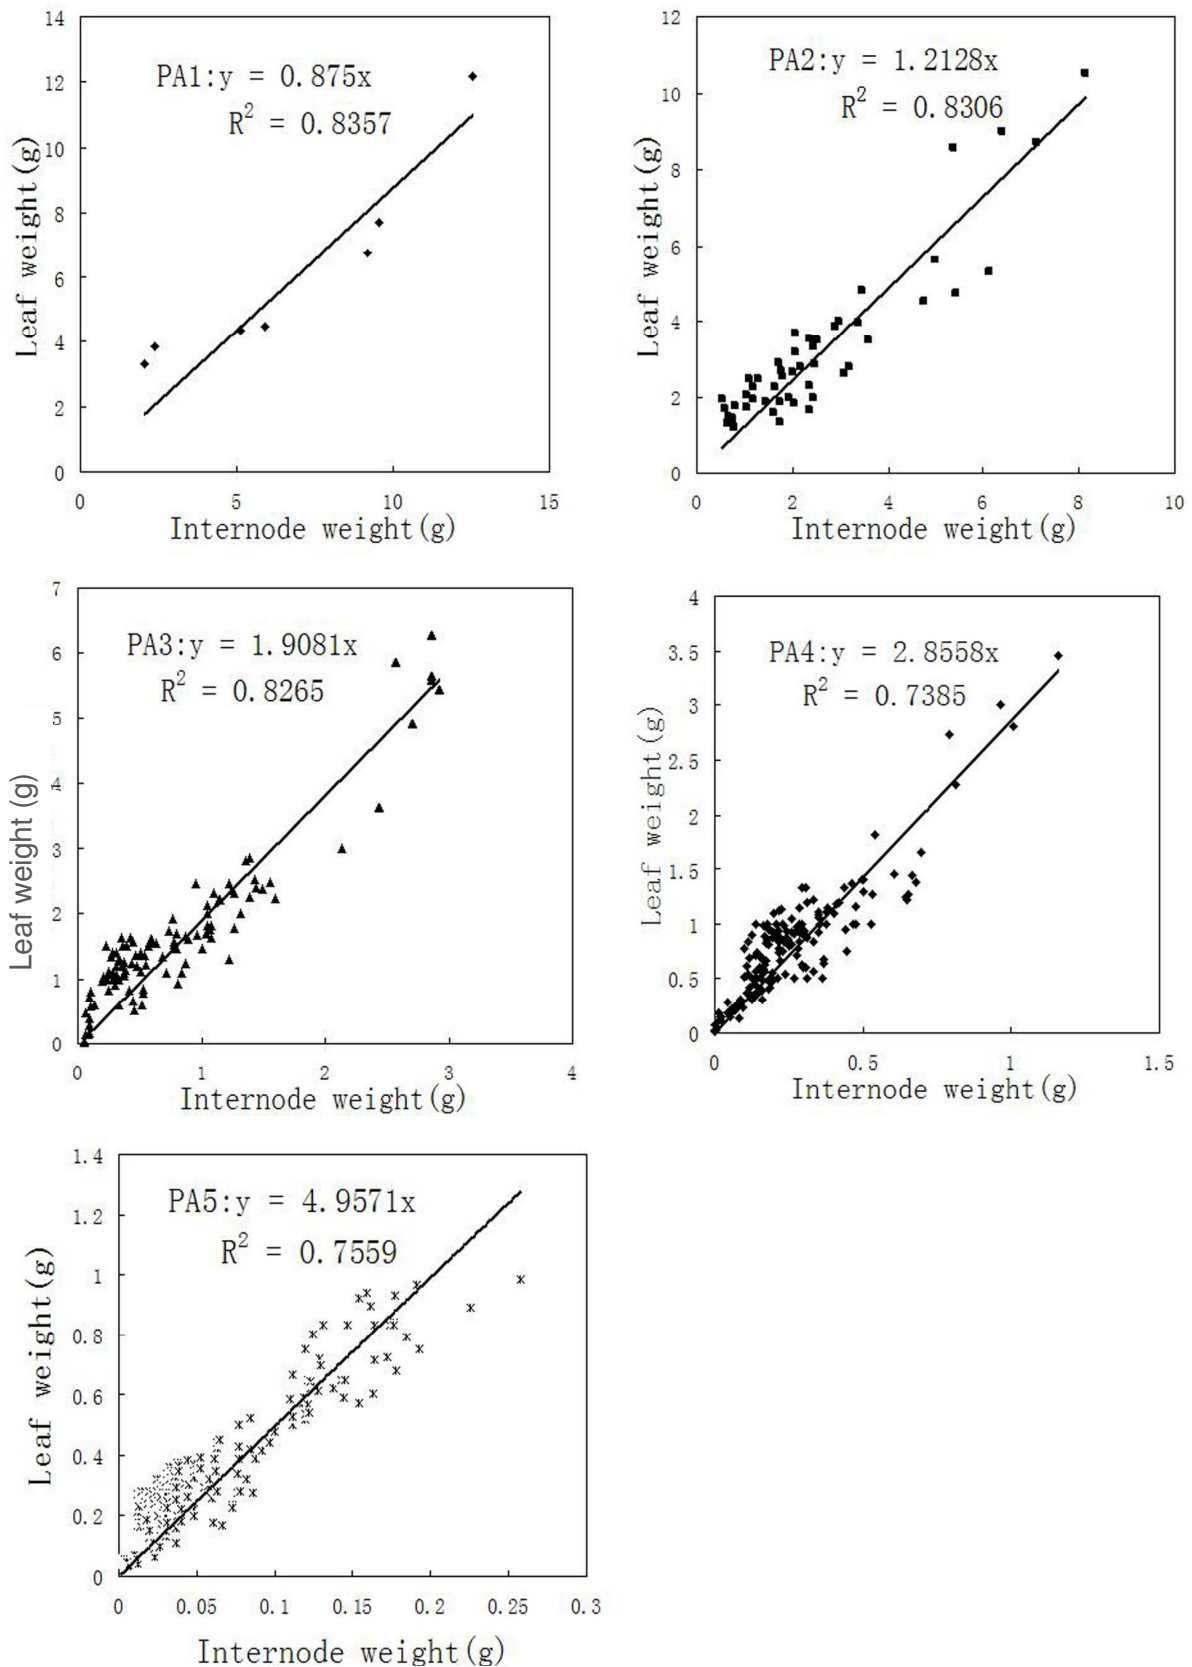 14
12
10
8
6
4
2
0
Leaf weight(g)
PA1:y = 0.875x
R² = 0.8357
0 5 10 15
Internode weight(g)
12
10
8
6
4
2
0
Leaf weight(g)
PA2:y = 1.2128x
R² = 0.8306
0 2 4 6 8 10
Internode weight(g)
7
6
5
4
3
2
1
0
Leaf weight (g)
PA3:y = 1.9081x
R² = 0.8265
0 1 2 3 4
Internode weight(g)
4
3.5
3
2.5
2
1.5
1
0.5
0
Leaf weight(g)
PA4:y = 2.8558x
R² = 0.7385
0 0.5 1 1.5
Internode weight(g)
1.4
1.2
1
0.8
0.6
0.4
0.2
0
Leaf weight(g)
PA5:y = 4.9571x
R² = 0.7559
0 0.05 0.1 0.15 0.2 0.25 0.3
Internode weight(g)